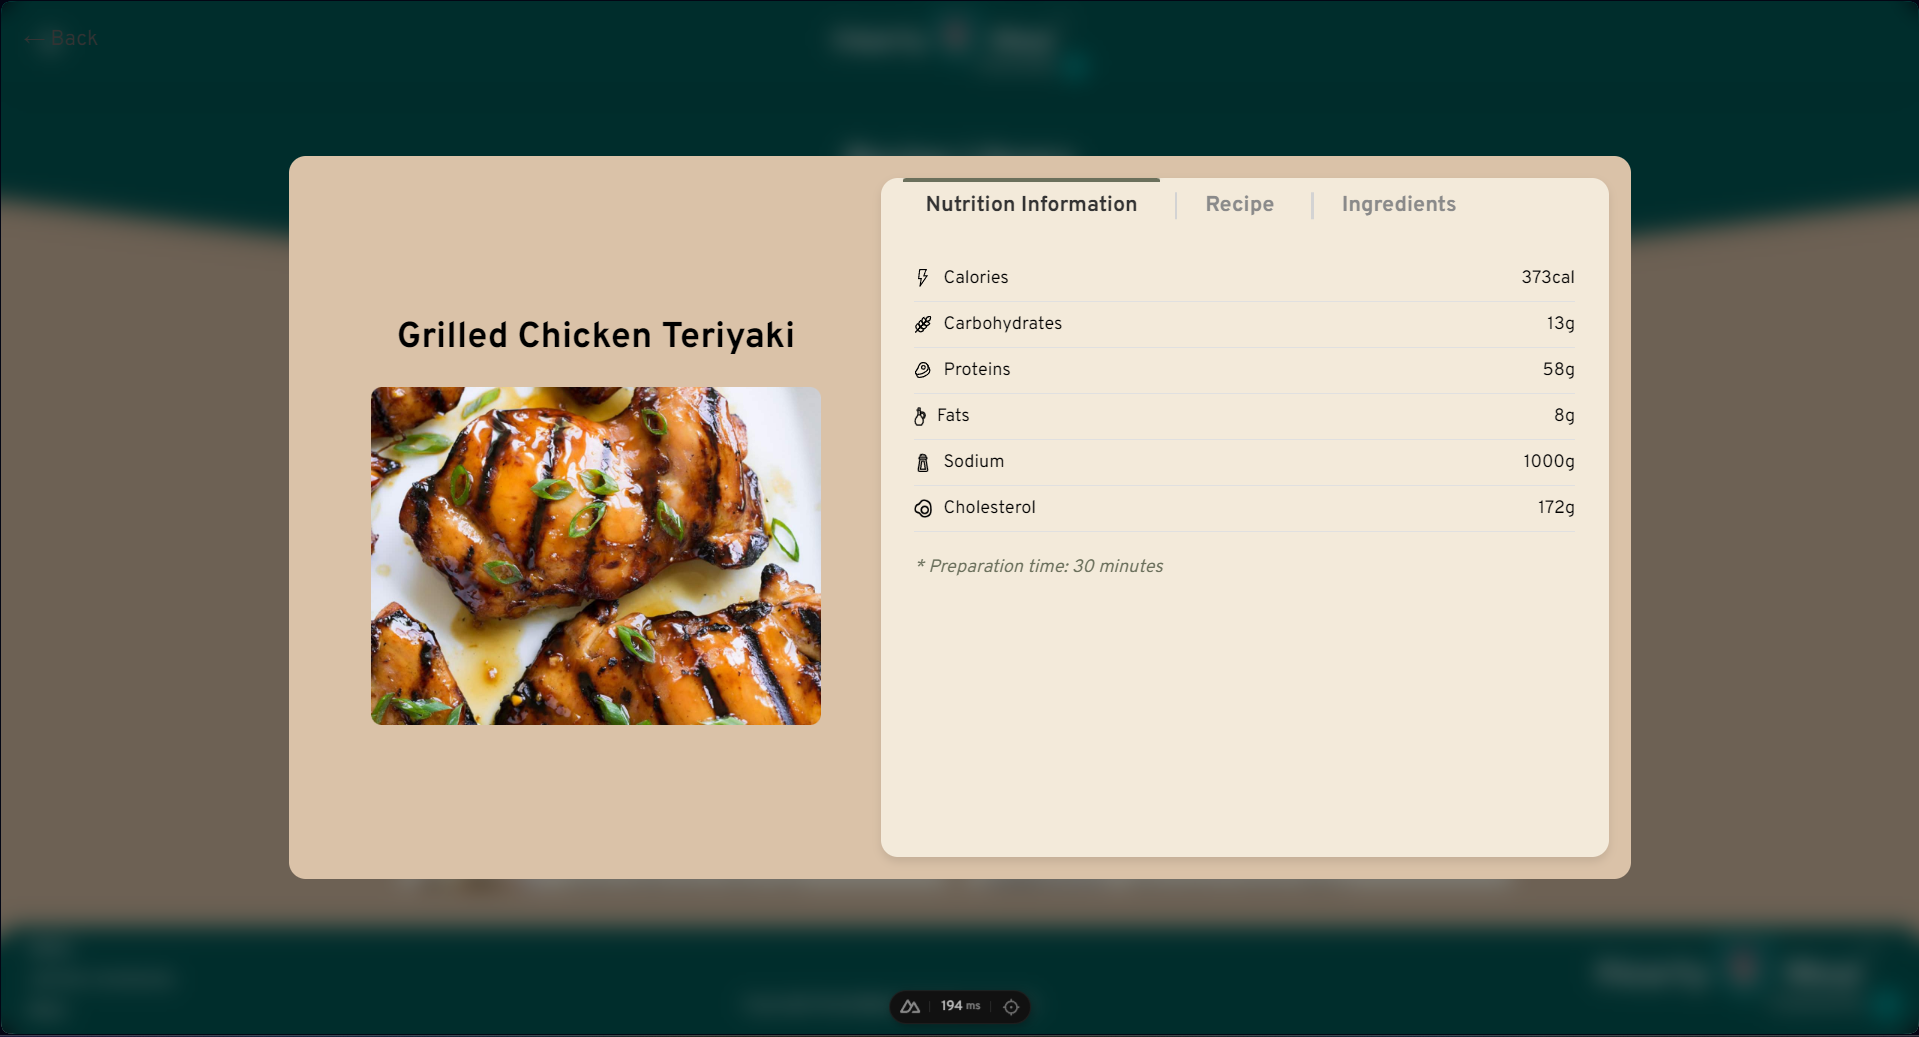 ← Back
Nutrition Information
Recipe
Ingredients
Grilled Chicken Teriyaki
Calories 373cal
Carbohydrates 13g
Proteins 58g
Fats 8g
Sodium 1000g
Cholesterol 172g
* Preparation time: 30 minutes
194 ms